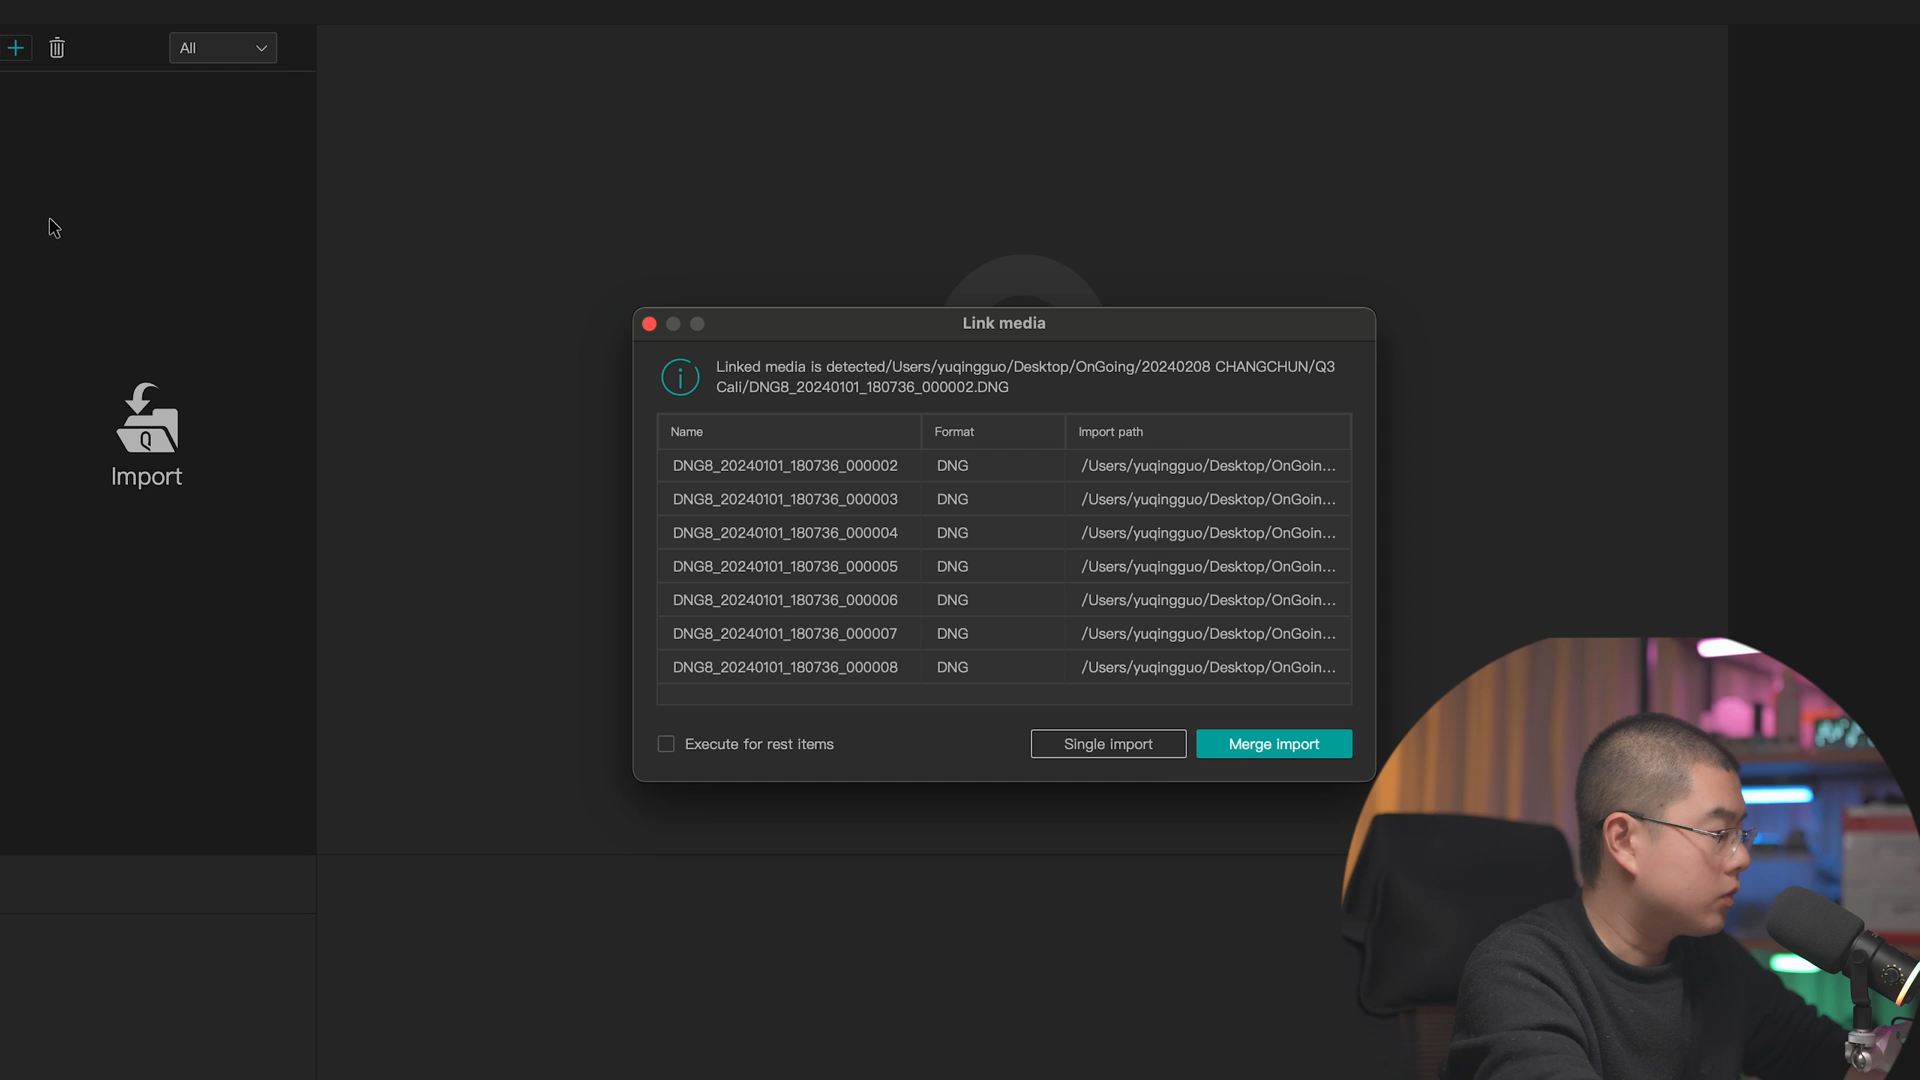 All
Import
Link media
Linked media is detected/Users/yuqingguo/Desktop/OnGoing/20240208 CHANGCHUN/Q3
Cali/DNG8_20240101_180736_000002.DNG
Name Format Import path
DNG8_20240101_180736_000002 DNG /Users/yuqingguo/Desktop/OnGoin...
DNG8_20240101_180736_000003 DNG /Users/yuqingguo/Desktop/OnGoin...
DNG8_20240101_180736_000004 DNG /Users/yuqingguo/Desktop/OnGoin...
DNG8_20240101_180736_000005 DNG /Users/yuqingguo/Desktop/OnGoin...
DNG8_20240101_180736_000006 DNG /Users/yuqingguo/Desktop/OnGoin...
DNG8_20240101_180736_000007 DNG /Users/yuqingguo/Desktop/OnGoin...
DNG8_20240101_180736_000008 DNG /Users/yuqingguo/Desktop/OnGoin...
Execute for rest items
Single import
Merge import